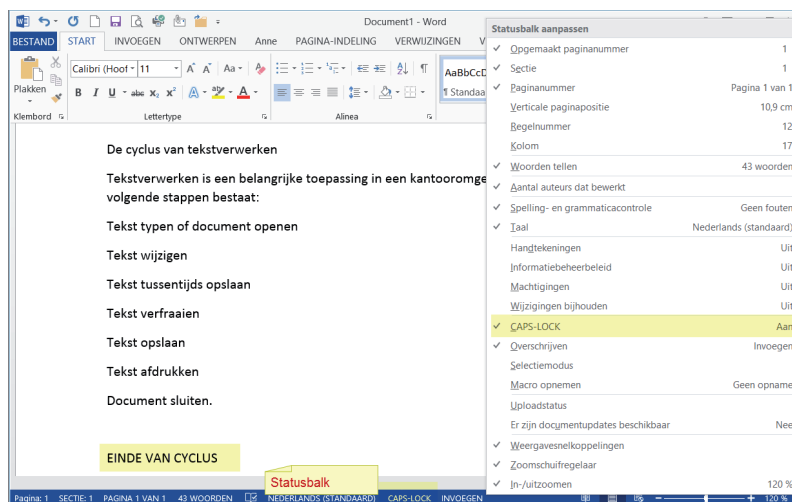 Document1 - Word
BESTAND START INVOEGEN ONTWERPEN Anne PAGINA-INDELING VERWIJZINGEN V
Calibri (Hoof 11 A A Aa
Plakken B I U abc X₂ X² A aby A
AaBbCcD
¶ Standaa
Klembord Lettertype Alinea
De cyclus van tekstverwerken
Tekstverwerken is een belangrijke toepassing in een kantooromge
volgende stappen bestaat:
Tekst typen of document openen
Tekst wijzigen
Tekst tussentijds opslaan
Tekst verfraaien
Tekst opslaan
Tekst afdrukken
Document sluiten.
EINDE VAN CYCLUS
Statusbalk
Pagina: 1 SECTIE: 1 PAGINA 1 VAN 1 43 WOORDEN NEDERLANDS (STANDAARD) CAPS-LOCK INVOEGEN 120 %
Statusbalk aanpassen
Opgemaakt paginanummer 1
Sectie 1
Paginanummer Pagina 1 van 1
Verticale paginapositie 10,9 cm
Regelnummer 12
Kolom 17
Woorden tellen 43 woorden
Aantal auteurs dat bewerkt
Spelling- en grammaticacontrole Geen fouten
Taal Nederlands (standaard)
Handtekeningen Uit
Informatiebeheerbeleid Uit
Machtigingen Uit
Wijzigingen bijhouden Uit
CAPS-LOCK Aan
Overschrijven Invoegen
Selectiemodus
Macro opnemen Geen opname
Uploadstatus
Er zijn documentupdates beschikbaar Nee
Weergavesnelkoppelingen
Zoomschuifregelaar
In-/uitzoomen 120 %